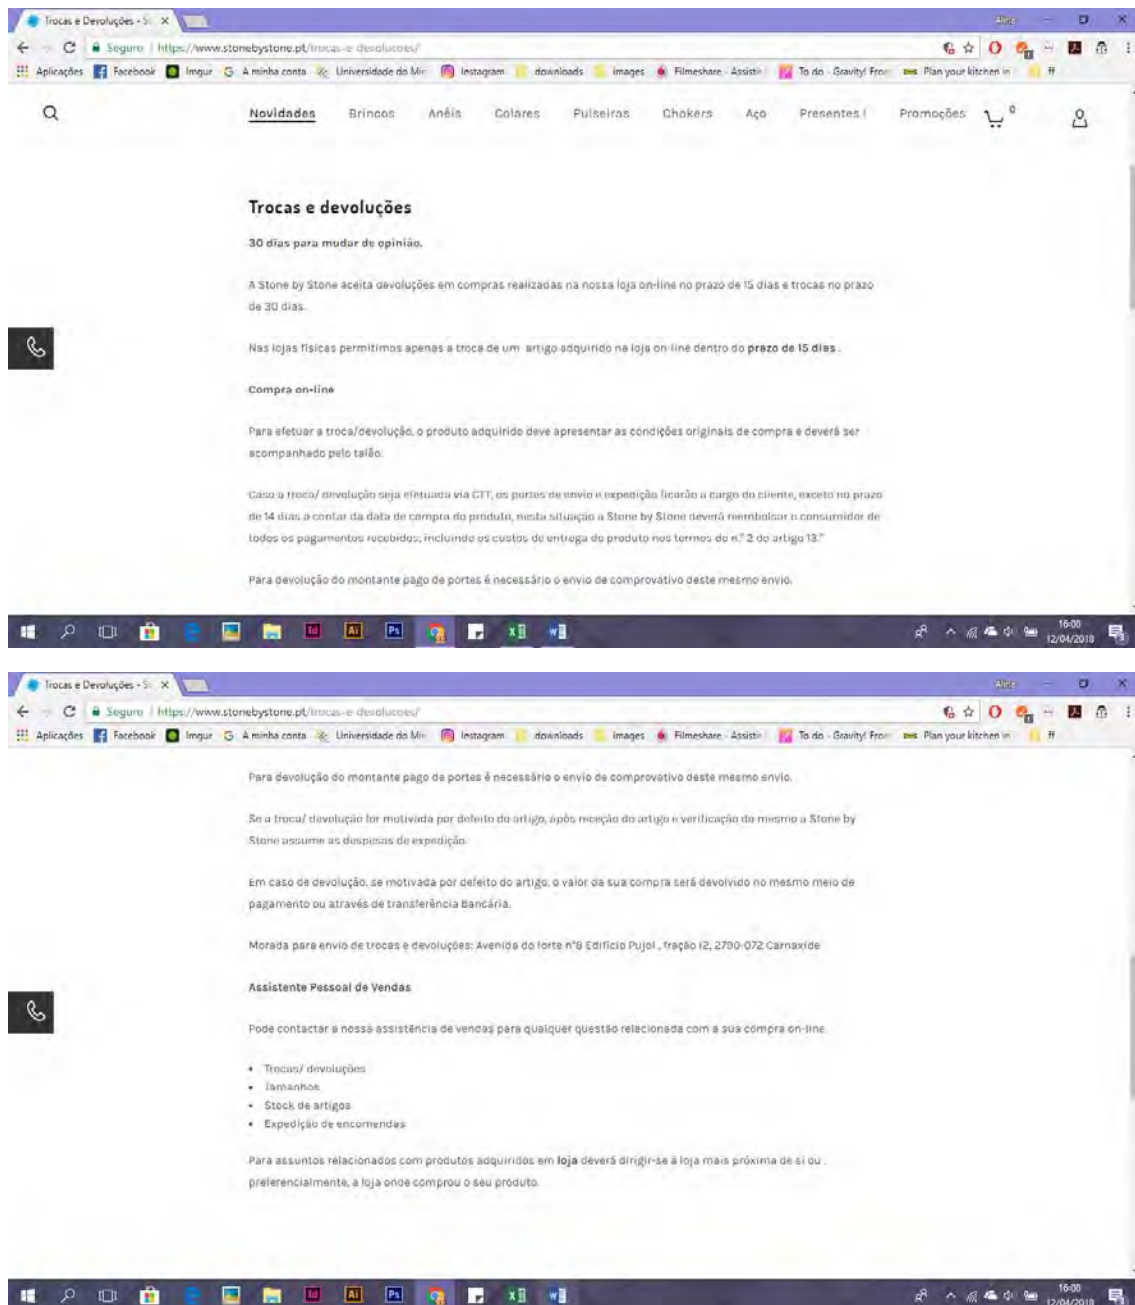 Trocas e Devoluções - S
Aline
Seguro | https://www.stonebystone.pt/trocas-e-devolucoes/
Aplicações Facebook Imgur A minha conta Universidade do Mi Instagram downloads images Filmeshare - Assistir To do - Gravity! From Plan your kitchen in ff
Novidades Brincos Anéis Colares Pulseiras Chokers Aço Presentes ! Promoções 0
Trocas e devoluções
30 dias para mudar de opinião.
A Stone by Stone aceita devoluções em compras realizadas na nossa loja on-line no prazo de 15 dias e trocas no prazo
de 30 dias.
Nas lojas físicas permitimos apenas a troca de um artigo adquirido na loja on-line dentro do prazo de 15 dias .
Compra on-line
Para efetuar a troca/devolução, o produto adquirido deve apresentar as condições originais de compra e deverá ser
acompanhado pelo talão.
Caso a troca/ devolução seja efetuada via CTT, os portes de envio e expedição ficarão a cargo do cliente, exceto no prazo
de 14 dias a contar da data de compra do produto, nesta situação a Stone by Stone deverá reembolsar o consumidor de
todos os pagamentos recebidos, incluindo os custos de entrega do produto nos termos do n.º 2 do artigo 13.º
Para devolução do montante pago de portes é necessário o envio de comprovativo deste mesmo envio.
Id Ai Ps
16:00
12/04/2018
Trocas e Devoluções - S
Aline
Seguro | https://www.stonebystone.pt/trocas-e-devolucoes/
Aplicações Facebook Imgur A minha conta Universidade do Mi Instagram downloads images Filmeshare - Assistir To do - Gravity! From Plan your kitchen in ff
Para devolução do montante pago de portes é necessário o envio de comprovativo deste mesmo envio.
Se a troca/ devolução for motivada por defeito do artigo, após receção do artigo e verificação do mesmo a Stone by
Stone assume as despesas de expedição.
Em caso de devolução, se motivada por defeito do artigo, o valor da sua compra será devolvido no mesmo meio de
pagamento ou através de transferência bancária.
Morada para envio de trocas e devoluções: Avenida do forte nº8 Edifício Pujol , fração I2, 2790-072 Carnaxide
Assistente Pessoal de Vendas
Pode contactar a nossa assistência de vendas para qualquer questão relacionada com a sua compra on-line.
• Trocas/ devoluções
• Tamanhos
• Stock de artigos
• Expedição de encomendas
Para assuntos relacionados com produtos adquiridos em loja deverá dirigir-se à loja mais próxima de si ou ,
preferencialmente, a loja onde comprou o seu produto.
Id Ai Ps
16:00
12/04/2018